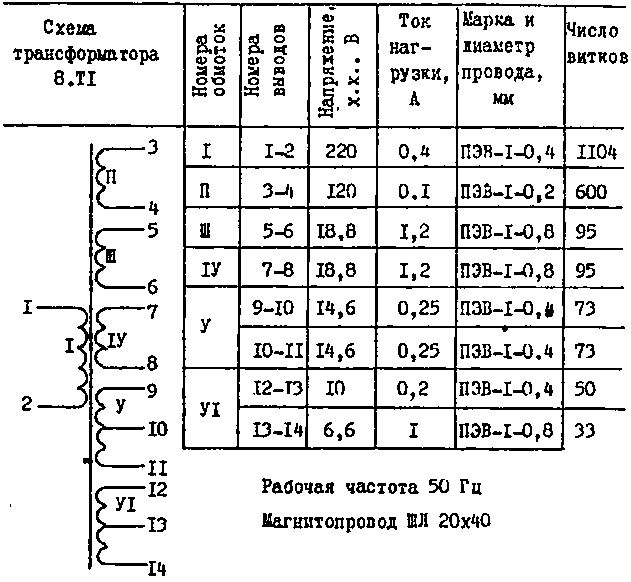 Схема трансформатора 8.TI
Номера обмоток
Номера выводов
Напряжение, х.х.. В
Ток наг- рузки, А
Марка и диаметр провода, мм
Число витков
I I-2 220 0,4 ПЭВ-I-0,4 II04
П 3-4 I20 0.I ПЭВ-I-0,2 600
Ш 5-6 I8,8 I,2 ПЭВ-I-0,8 95
IУ 7-8 I8,8 I,2 ПЭВ-I-0,8 95
У 9-I0 I4,6 0,25 ПЭВ-I-0,4 73
I0-II I4,6 0,25 ПЭВ-I-0.4 73
УI I2-I3 I0 0,2 ПЭВ-I-0,4 50
I3-I4 6,6 I ПЭВ-I-0,8 33
3
П
4
5
Ш
6
I
I
7
IУ
2
8
9
У
I0
II
I2
УI
I3
I4
Рабочая частота 50 Гц
Магнитопровод ШЛ 20х40